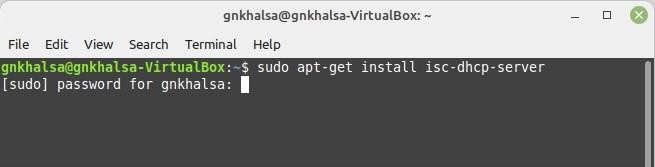 gnkhalsa@gnkhalsa-VirtualBox: ~
File Edit View Search Terminal Help
gnkhalsa@gnkhalsa-VirtualBox:~$ sudo apt-get install isc-dhcp-server
[sudo] password for gnkhalsa: